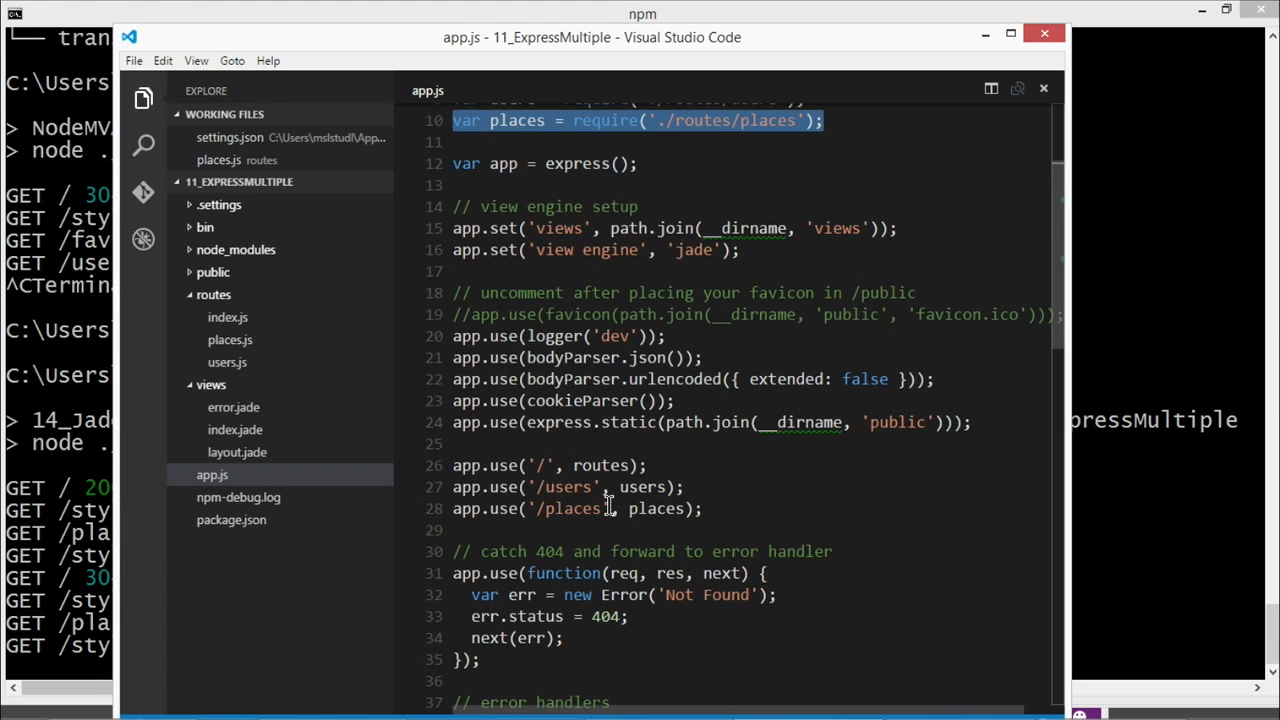 npm
└── tran
app.js - 11_ExpressMultiple - Visual Studio Code
File Edit View Goto Help
C:\Users
> NodeMVA
> node .
GET / 30
GET /sty
GET /fav
GET /use
^CTermin
C:\Users
C:\Users
> 14_Jad
> node .
GET / 20
GET /sty
GET /pla
GET / 30
GET /sty
GET /pla
GET /sty
pressMultiple
EXPLORE
WORKING FILES
settings.json C:\Users\mslstudl\App...
places.js routes
11_EXPRESSMULTIPLE
.settings
bin
node_modules
public
routes
index.js
places.js
users.js
views
error.jade
index.jade
layout.jade
app.js
npm-debug.log
package.json
app.js
10 var places = require('./routes/places');
11
12 var app = express();
13
14 // view engine setup
15 app.set('views', path.join(__dirname, 'views'));
16 app.set('view engine', 'jade');
17
18 // uncomment after placing your favicon in /public
19 //app.use(favicon(path.join(__dirname, 'public', 'favicon.ico')));
20 app.use(logger('dev'));
21 app.use(bodyParser.json());
22 app.use(bodyParser.urlencoded({ extended: false }));
23 app.use(cookieParser());
24 app.use(express.static(path.join(__dirname, 'public')));
25
26 app.use('/', routes);
27 app.use('/users', users);
28 app.use('/places', places);
29
30 // catch 404 and forward to error handler
31 app.use(function(req, res, next) {
32 var err = new Error('Not Found');
33 err.status = 404;
34 next(err);
35 });
36
37 // error handlers